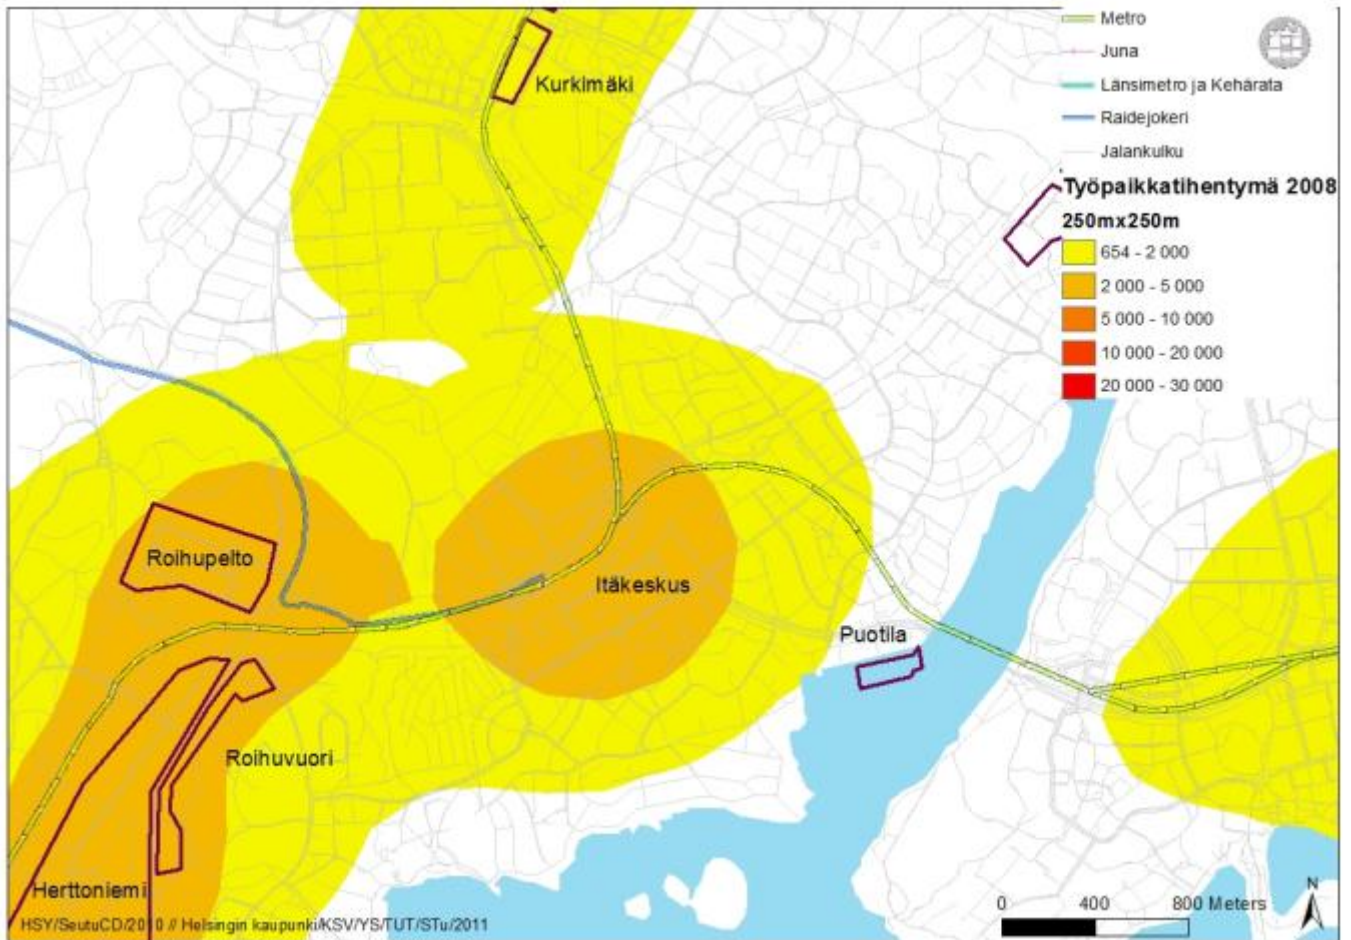 Metro
Juna
Länsimetro ja Kehärata
Raidejokeri
Jalankulku
Työpaikkatihentymä 2008
250mx250m
654 - 2 000
2 000 - 5 000
5 000 - 10 000
10 000 - 20 000
20 000 - 30 000
Kurkimäki
Roihupelto
Itäkeskus
Puotila
Roihuvuori
Herttoniemi
0 400 800 Meters
N
HSY/SeutuCD/2010 // Helsingin kaupunki/KSV/YS/TUT/STu/2011